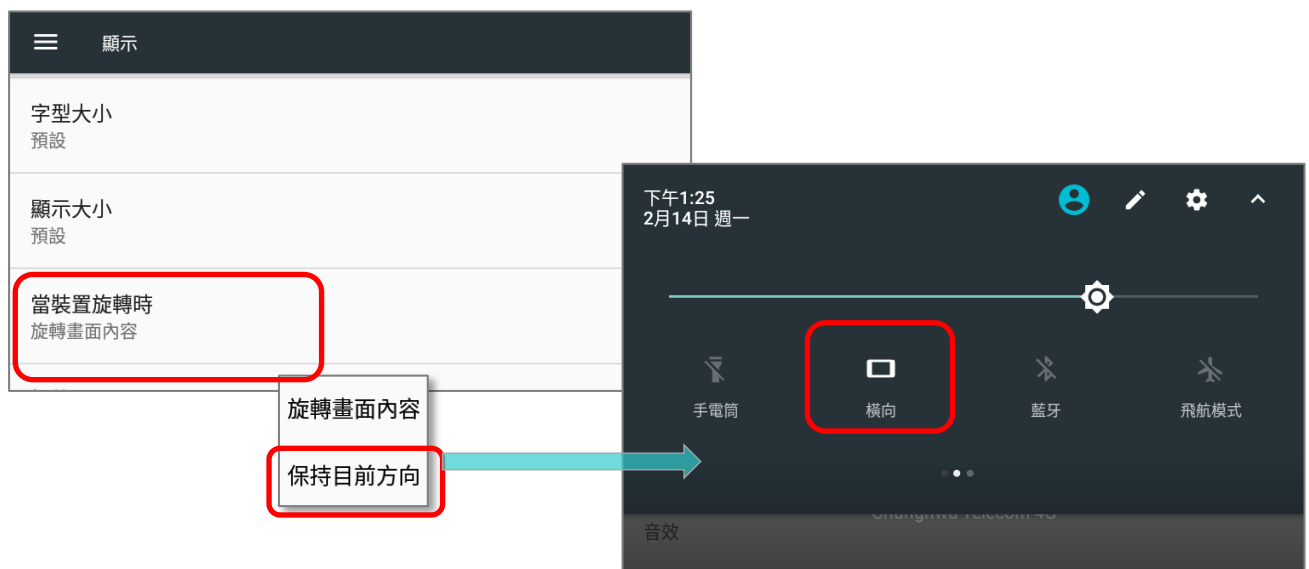 顯示
字型大小
預設
顯示大小
預設
當裝置旋轉時
旋轉畫面內容
旋轉畫面內容
保持目前方向
下午1:25
2月14日 週一
手電筒
橫向
藍牙
飛航模式
Chunghwa Telecom 4G
音效